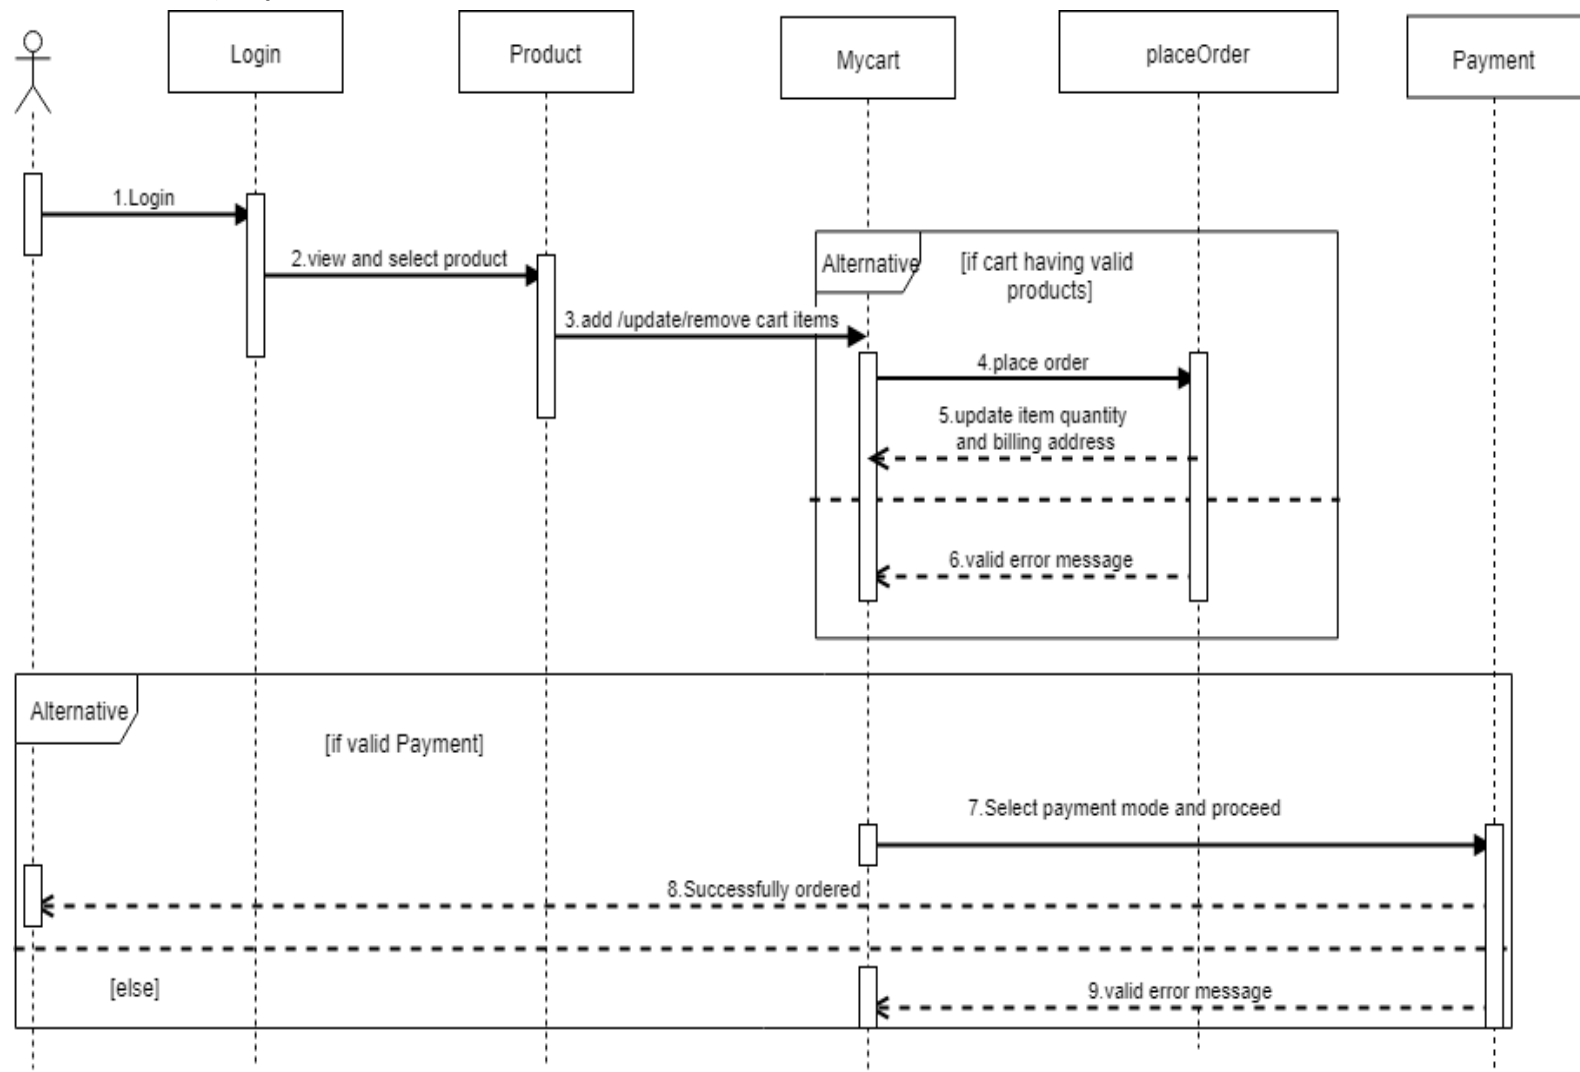 Login
Product
Mycart
placeOrder
Payment
1.Login
2.view and select product
Alternative
[if cart having valid
products]
3.add /update/remove cart items
4.place order
5.update item quantity
and billing address
6.valid error message
Alternative
[if valid Payment]
7.Select payment mode and proceed
8.Successfully ordered
[else]
9.valid error message